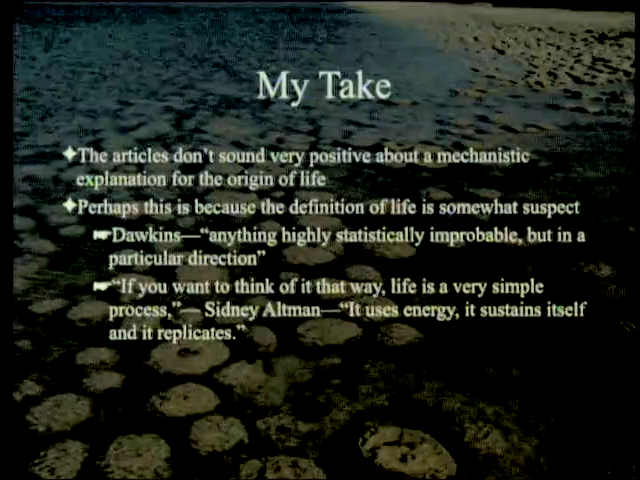 My Take
The articles don't sound very positive about a mechanistic
explanation for the origin of life
Perhaps this is because the definition of life is somewhat suspect
Dawkins—“anything highly statistically improbable, but in a
particular direction”
“If you want to think of it that way, life is a very simple
process,”— Sidney Altman—“It uses energy, it sustains itself
and it replicates.”